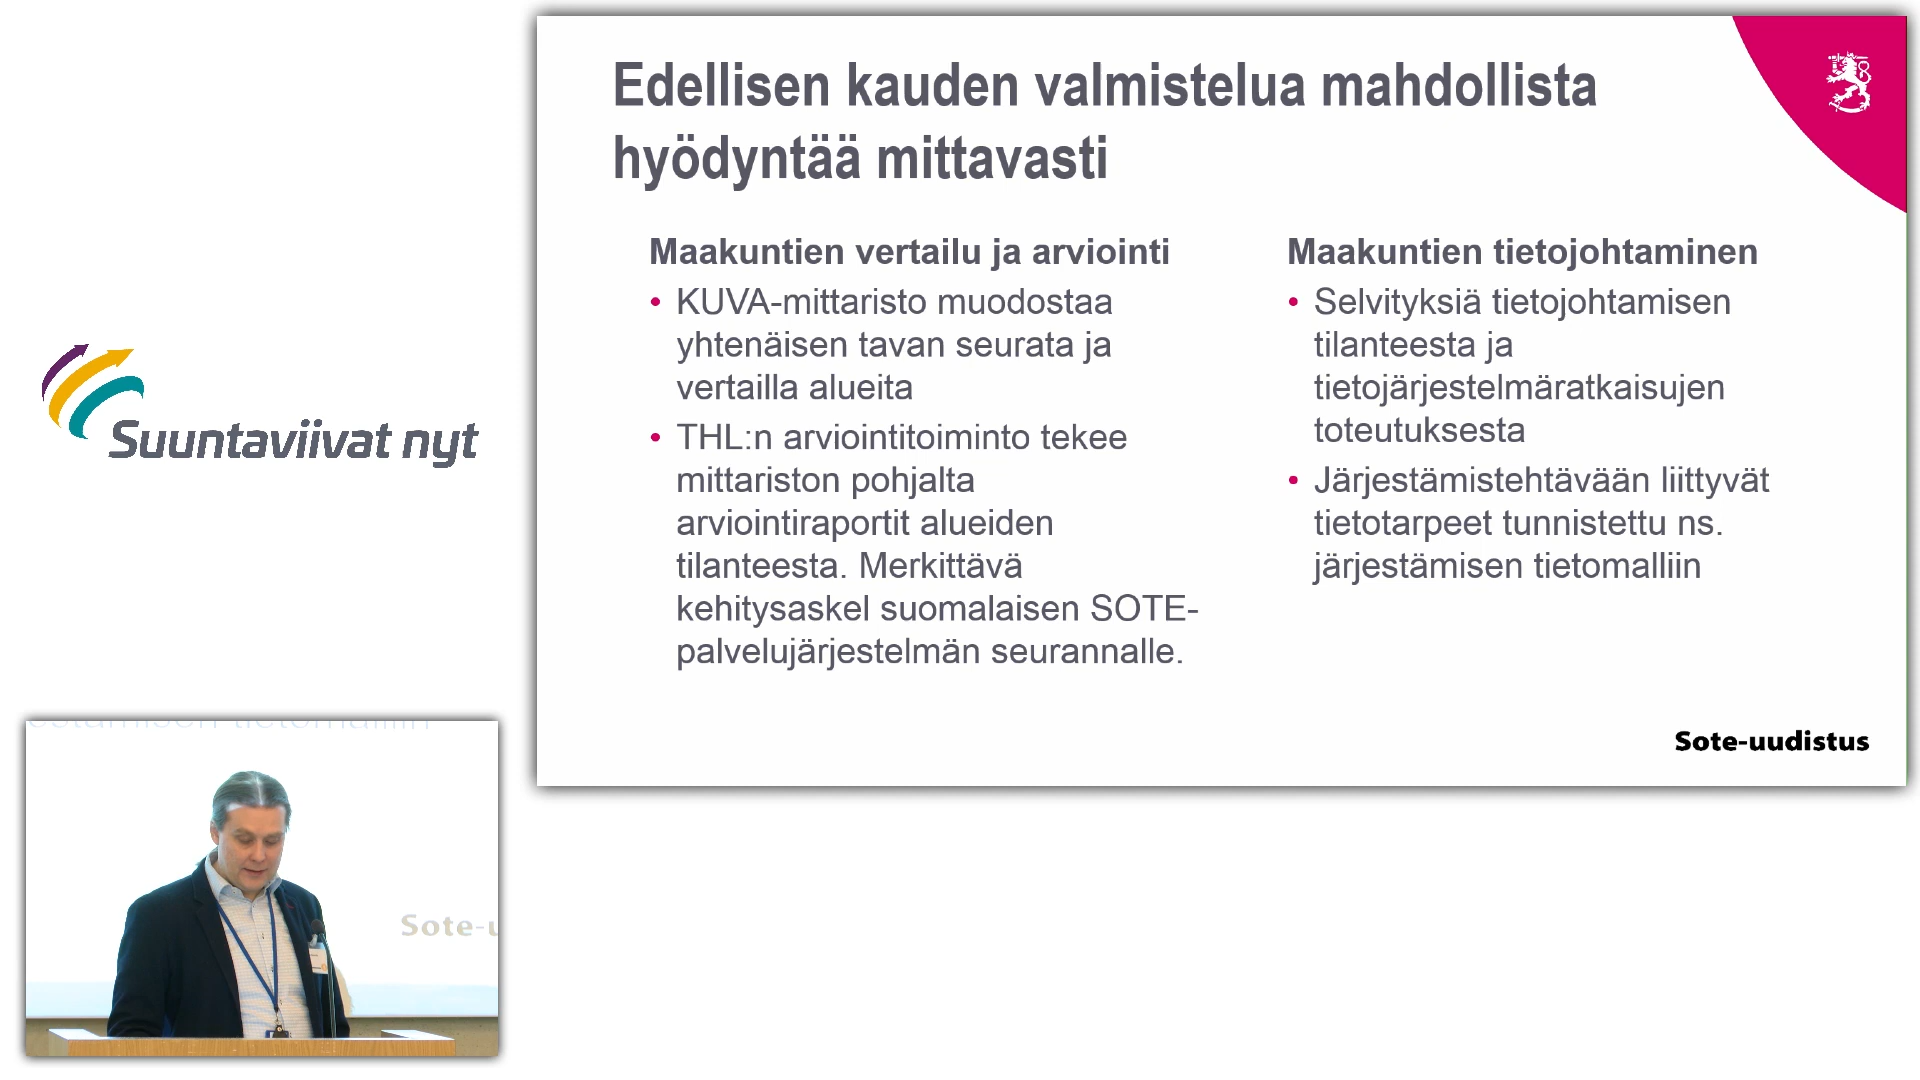 Edellisen kauden valmistelua mahdollista
hyödyntää mittavasti
Maakuntien vertailu ja arviointi
• KUVA-mittaristo muodostaa
yhtenäisen tavan seurata ja
vertailla alueita
• THL:n arviointitoiminto tekee
mittariston pohjalta
arviointiraportit alueiden
tilanteesta. Merkittävä
kehitysaskel suomalaisen SOTE-
palvelujärjestelmän seurannalle.
Maakuntien tietojohtaminen
• Selvityksiä tietojohtamisen
tilanteesta ja
tietojärjestelmäratkaisujen
toteutuksesta
• Järjestämistehtävään liittyvät
tietotarpeet tunnistettu ns.
järjestämisen tietomalliin
Sote-uudistus
Suuntaviivat nyt
tietomalliin
Sote-u